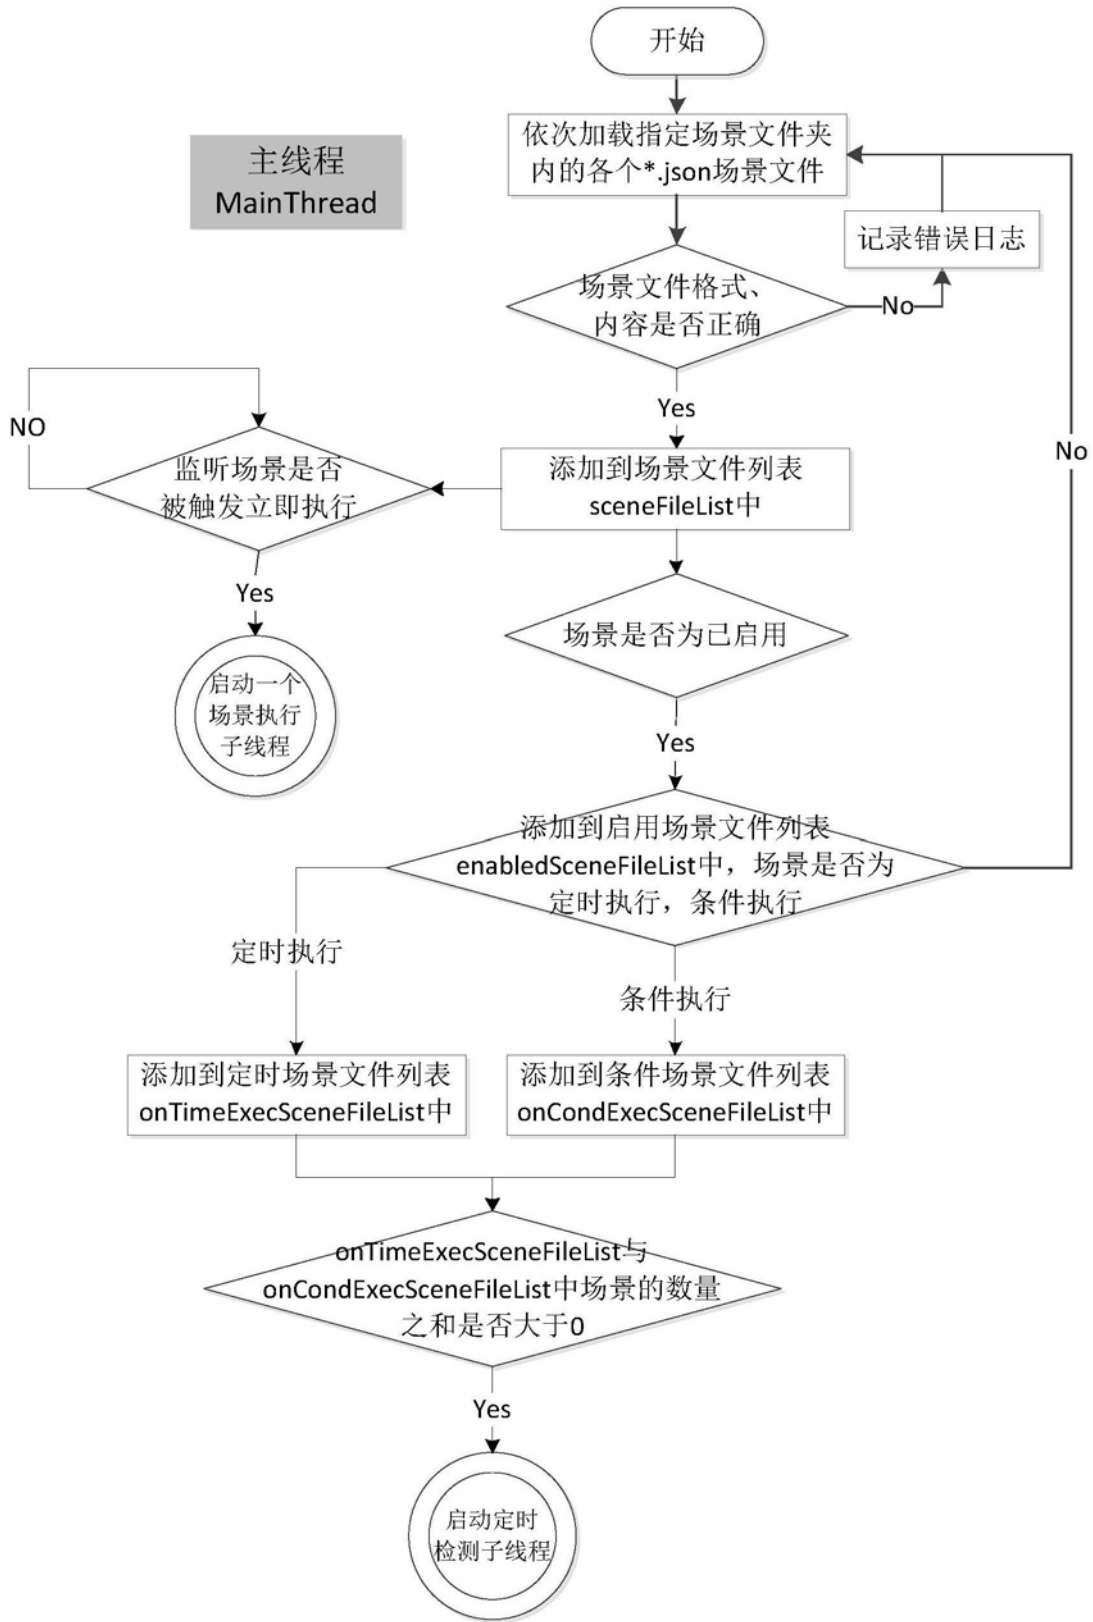 开始
依次加载指定场景文件夹
内的各个*.json场景文件
主线程
MainThread
记录错误日志
场景文件格式、
内容是否正确
No
Yes
NO
No
监听场景是否
被触发立即执行
添加到场景文件列表
sceneFileList中
Yes
场景是否为已启用
启动一个
场景执行
子线程
Yes
添加到启用场景文件列表
enabledSceneFileList中，场景是否为
定时执行，条件执行
定时执行
条件执行
添加到定时场景文件列表
onTimeExecSceneFileList中
添加到条件场景文件列表
onCondExecSceneFileList中
onTimeExecSceneFileList与
onCondExecSceneFileList中场景的数量
之和是否大于0
Yes
启动定时
检测子线程